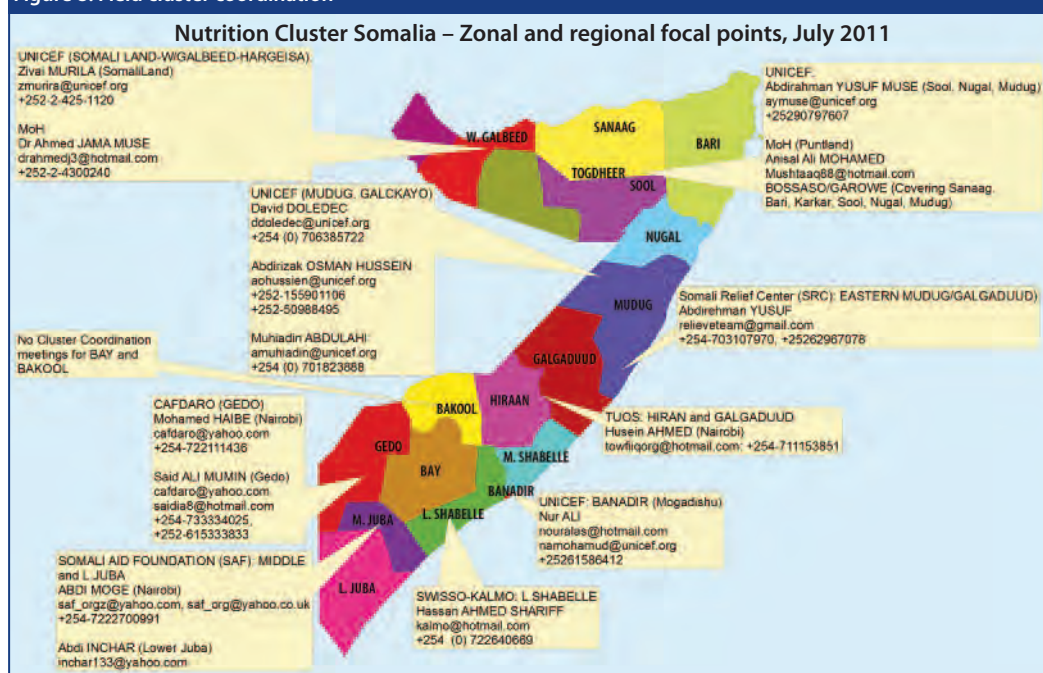 Nutrition Cluster Somalia – Zonal and regional focal points, July 2011
UNICEF (SOMALI LAND-W/GALBEED-HARGEISA).
Zivai MURILA (SomaliLand)
zmurira@unicef.org
+252-2-425-1120
MoH
Dr Ahmed JAMA MUSE
drahmedj3@hotmail.com
+252-2-4300240
UNICEF.
Abdirahman YUSUF MUSE (Sool, Nugal, Mudug)
aymuse@unicef.org
+25290797607
MoH (Puntland)
Anisal Ali MOHAMED
Mushtaaq68@hotmail.com
BOSSASO/GAROWE (Covering Sanaag.
Bari, Karkar, Sool, Nugal, Mudug)
W. GALBEED
SANAAG
BARI
TOGDHEER
SOOL
NUGAL
MUDUG
UNICEF (MUDUG. GALCKAYO)
David DOLEDEC
ddoledec@unicef.org
+254 (0) 706385722
Abdirizak OSMAN HUSSEIN
aohussien@unicef.org
+252-155901106
+252-50988495
Muhiadin ABDULAHI
amuhiadin@unicef.org
+254 (0) 701823888
Somali Relief Center (SRC): EASTERN MUDUG/GALGADUUD)
Abdirehman YUSUF
relieveteam@gmail.com
+254-703107970, +25262967078
No Cluster Coordination
meetings for BAY and
BAKOOL
GALGADUUD
HIRAAN
BAKOOL
GEDO
BAY
M. SHABELLE
BANADIR
L. SHABELLE
M. JUBA
L. JUBA
CAFDARO (GEDO)
Mohamed HAIBE (Nairobi)
cafdaro@yahoo.com
+254-722111436
Said ALI MUMIN (Gedo)
cafdaro@yahoo.com
saidia8@hotmail.com
+254-733334025,
+252-615333833
TUOS: HIRAN and GALGADUUD
Husein AHMED (Nairobi)
towfiiqorg@hotmail.com: +254-711153851
UNICEF: BANADIR (Mogadishu)
Nur ALI
nouralas@hotmail.com
namohamud@unicef.org
+25261586412
SOMALI AID FOUNDATION (SAF): MIDDLE
and L JUBA
ABDI MOGE (Nairobi)
saf_orgz@yahoo.com, saf_org@yahoo.co.uk
+254-7222700991
Abdi INCHAR (Lower Juba)
inchar133@yahoo.com
SWISSO-KALMO: L SHABELLE
Hassan AHMED SHARIFF
kalmo@hotmail.com
+254 (0) 722640669